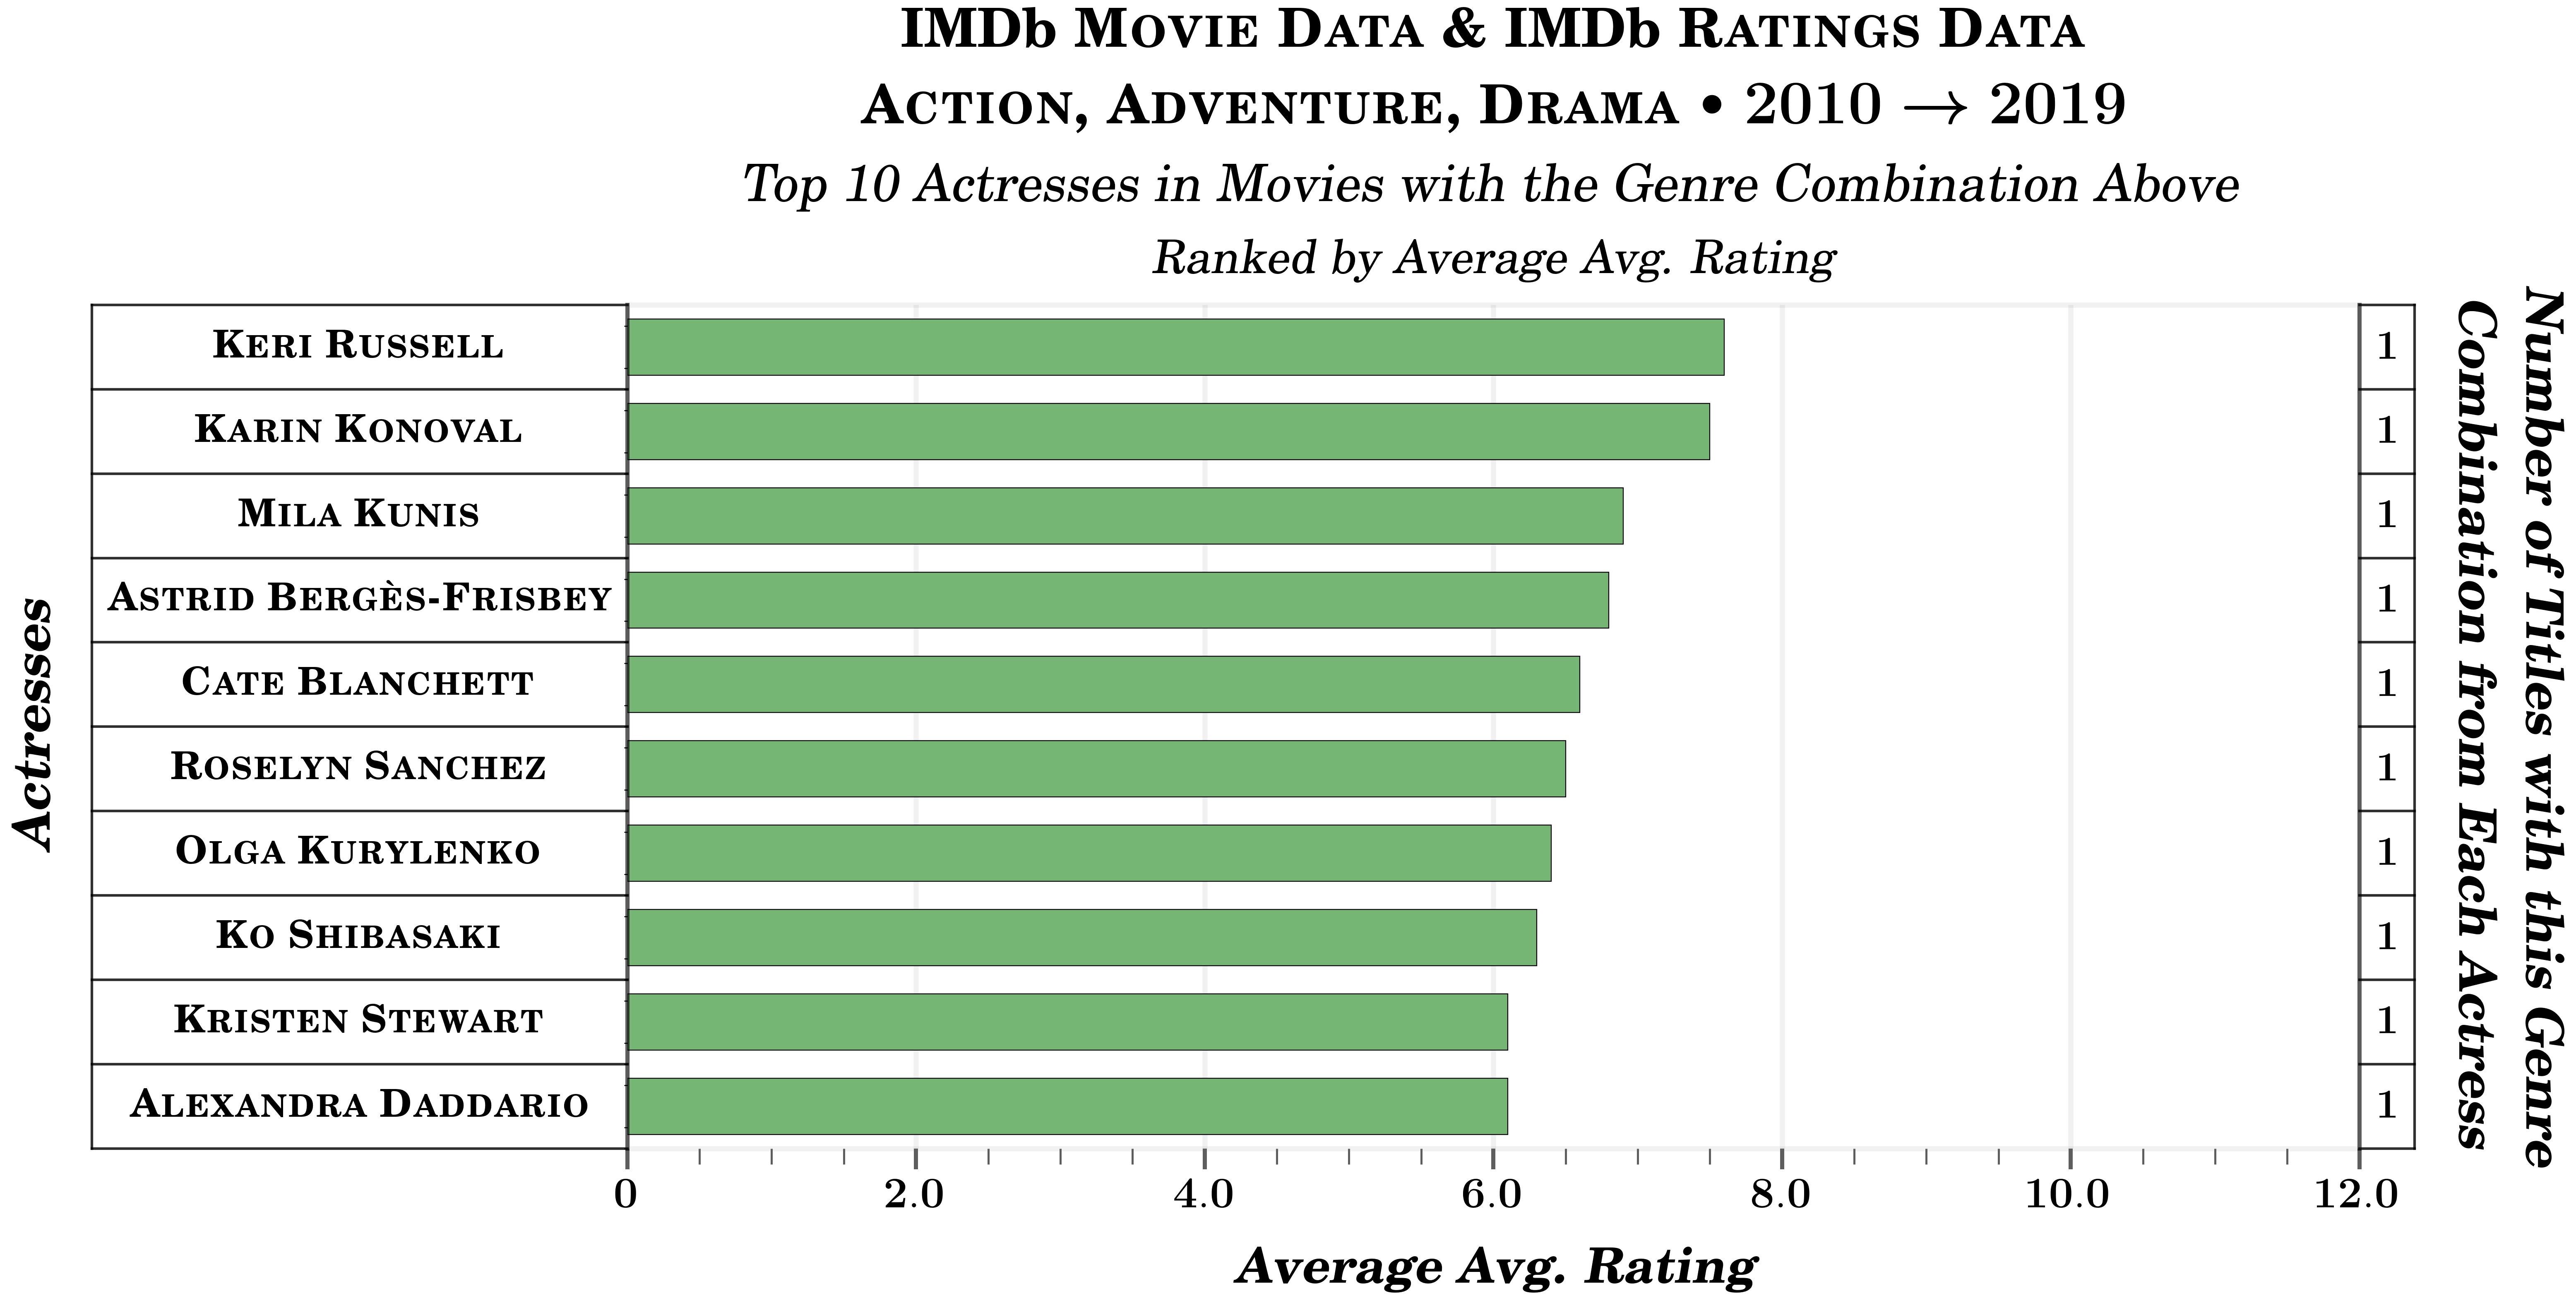 IMDb Movie Data & IMDb Ratings Data
Action, Adventure, Drama • 2010 → 2019
Top 10 Actresses in Movies with the Genre Combination Above
Ranked by Average Avg. Rating
Actresses
Keri Russell
1
Karin Konoval
1
Mila Kunis
1
Astrid Bergès-Frisbey
1
Cate Blanchett
1
Roselyn Sanchez
1
Olga Kurylenko
1
Ko Shibasaki
1
Kristen Stewart
1
Alexandra Daddario
1
Number of Titles with this Genre
Combination from Each Actress
0 2.0 4.0 6.0 8.0 10.0 12.0
Average Avg. Rating